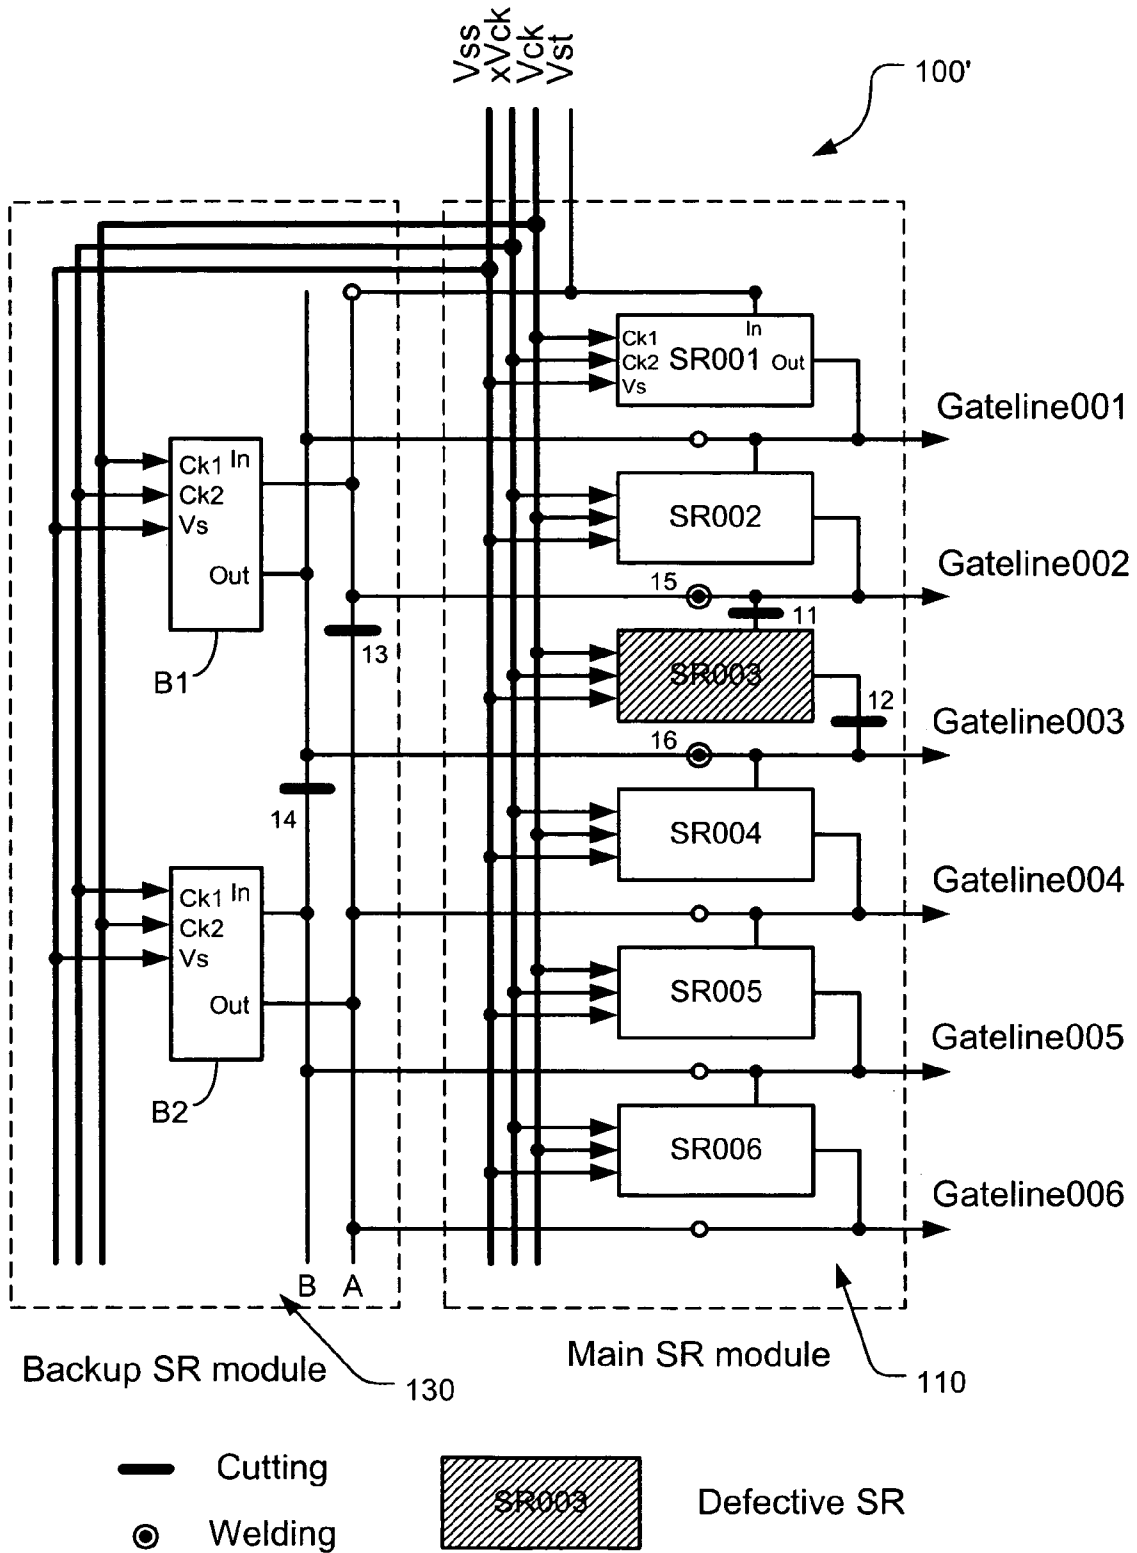 Vss
xVck
Vck
Vst
100'
In
Ck1
Ck2
Vs
SR001
Out
Gateline001
Ck1
In
Ck2
Vs
Out
B1
SR002
Gateline002
15
11
13
SR003
12
Gateline003
16
14
SR004
Gateline004
Ck1
In
Ck2
Vs
Out
B2
SR005
Gateline005
SR006
Gateline006
B
A
Backup SR module
130
Main SR module
110
Cutting
SR003
Defective SR
Welding